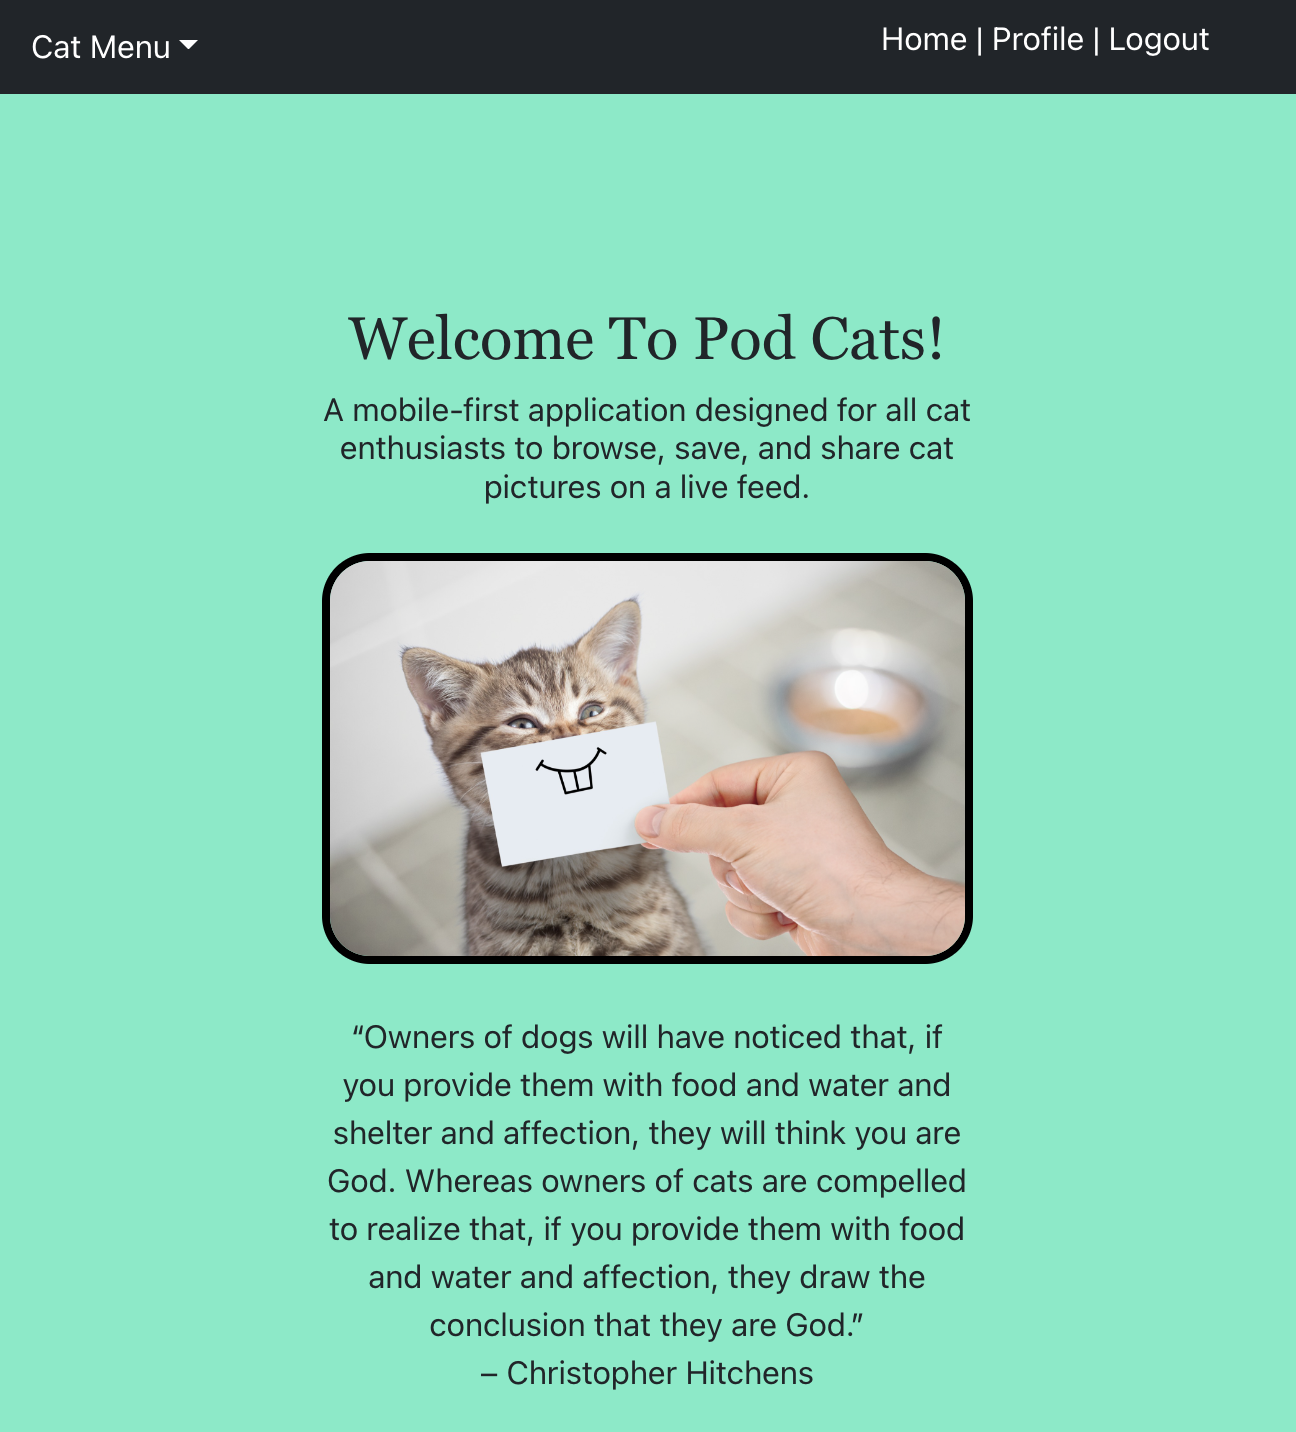 Cat Menu
Home | Profile | Logout
Welcome To Pod Cats!
A mobile-first application designed for all cat
enthusiasts to browse, save, and share cat
pictures on a live feed.
“Owners of dogs will have noticed that, if
you provide them with food and water and
shelter and affection, they will think you are
God. Whereas owners of cats are compelled
to realize that, if you provide them with food
and water and affection, they draw the
conclusion that they are God.”
– Christopher Hitchens